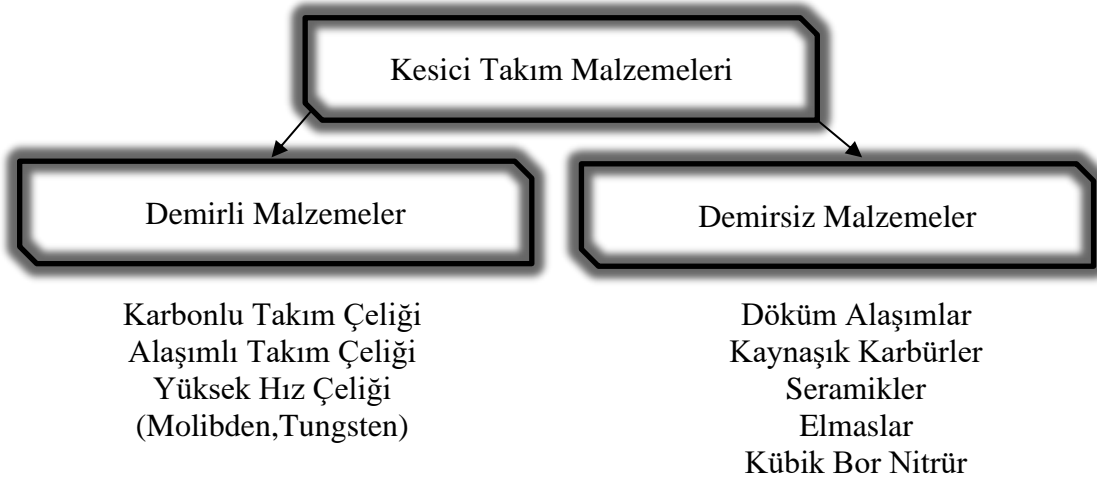 Kesici Takım Malzemeleri
Demirli Malzemeler
Karbonlu Takım Çeliği
Alaşımlı Takım Çeliği
Yüksek Hız Çeliği
(Molibden,Tungsten)
Demirsiz Malzemeler
Döküm Alaşımlar
Kaynaşık Karbürler
Seramikler
Elmaslar
Kübik Bor Nitrür